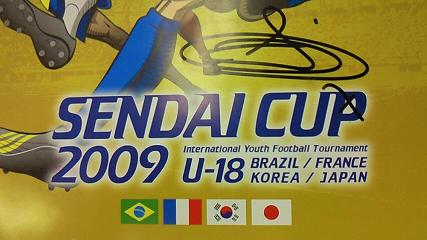 SENDAI CUP
2009 International Youth Football Tournament
U-18 BRAZIL / FRANCE
KOREA / JAPAN